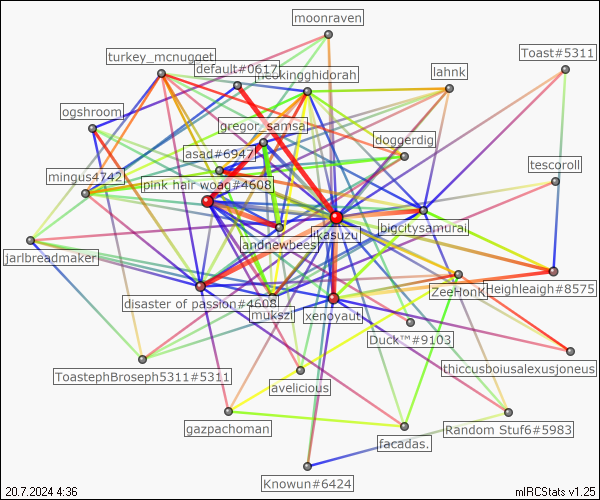 moonraven
Toast#5311
turkey_mcnugget
default#0617
lahnk
ogshroom
gregor_samsa
doggerdig
asad#6947
tescoroll
mingus4742
pink hair woag#4608
ikasuzu
bigcitysamurai
andnewbees
jarlbreadmaker
disaster of passion#4608
mukszi
xenoyaut
ZeeHonk
Heighleaigh#8575
Duck™#9103
thiccusboiusalexusjoneus
ToastephBroseph5311#5311
avelicious
gazpachoman
facadas.
Random Stuf6#5983
Knowun#6424
20.7.2024 4:36
mIRCStats v1.25